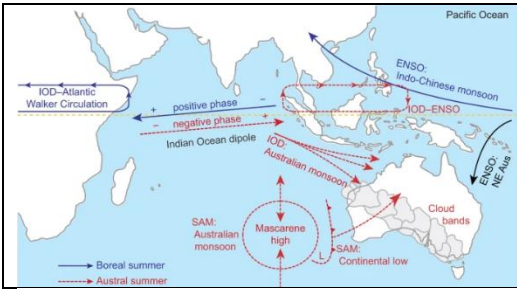 Pacific Ocean
ENSO:
Indo-Chinese monsoon
IOD–Atlantic
Walker Circulation
+ positive phase –
– negative phase +
Indian Ocean dipole
IOD–ENSO
IOD:
Australian monsoon
ENSO:
NE Aus
SAM:
Australian
monsoon
Mascarene
high
Cloud
bands
L
SAM:
Continental low
Boreal summer
Austral summer